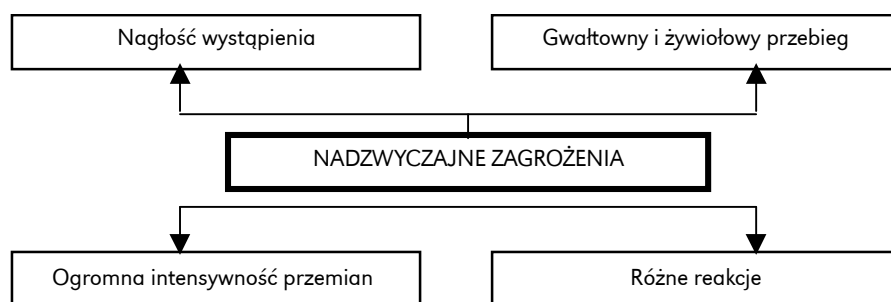 Nagłość wystąpienia
Gwałtowny i żywiołowy przebieg
NADZWYCZAJNE ZAGROŻENIA
Ogromna intensywność przemian
Różne reakcje